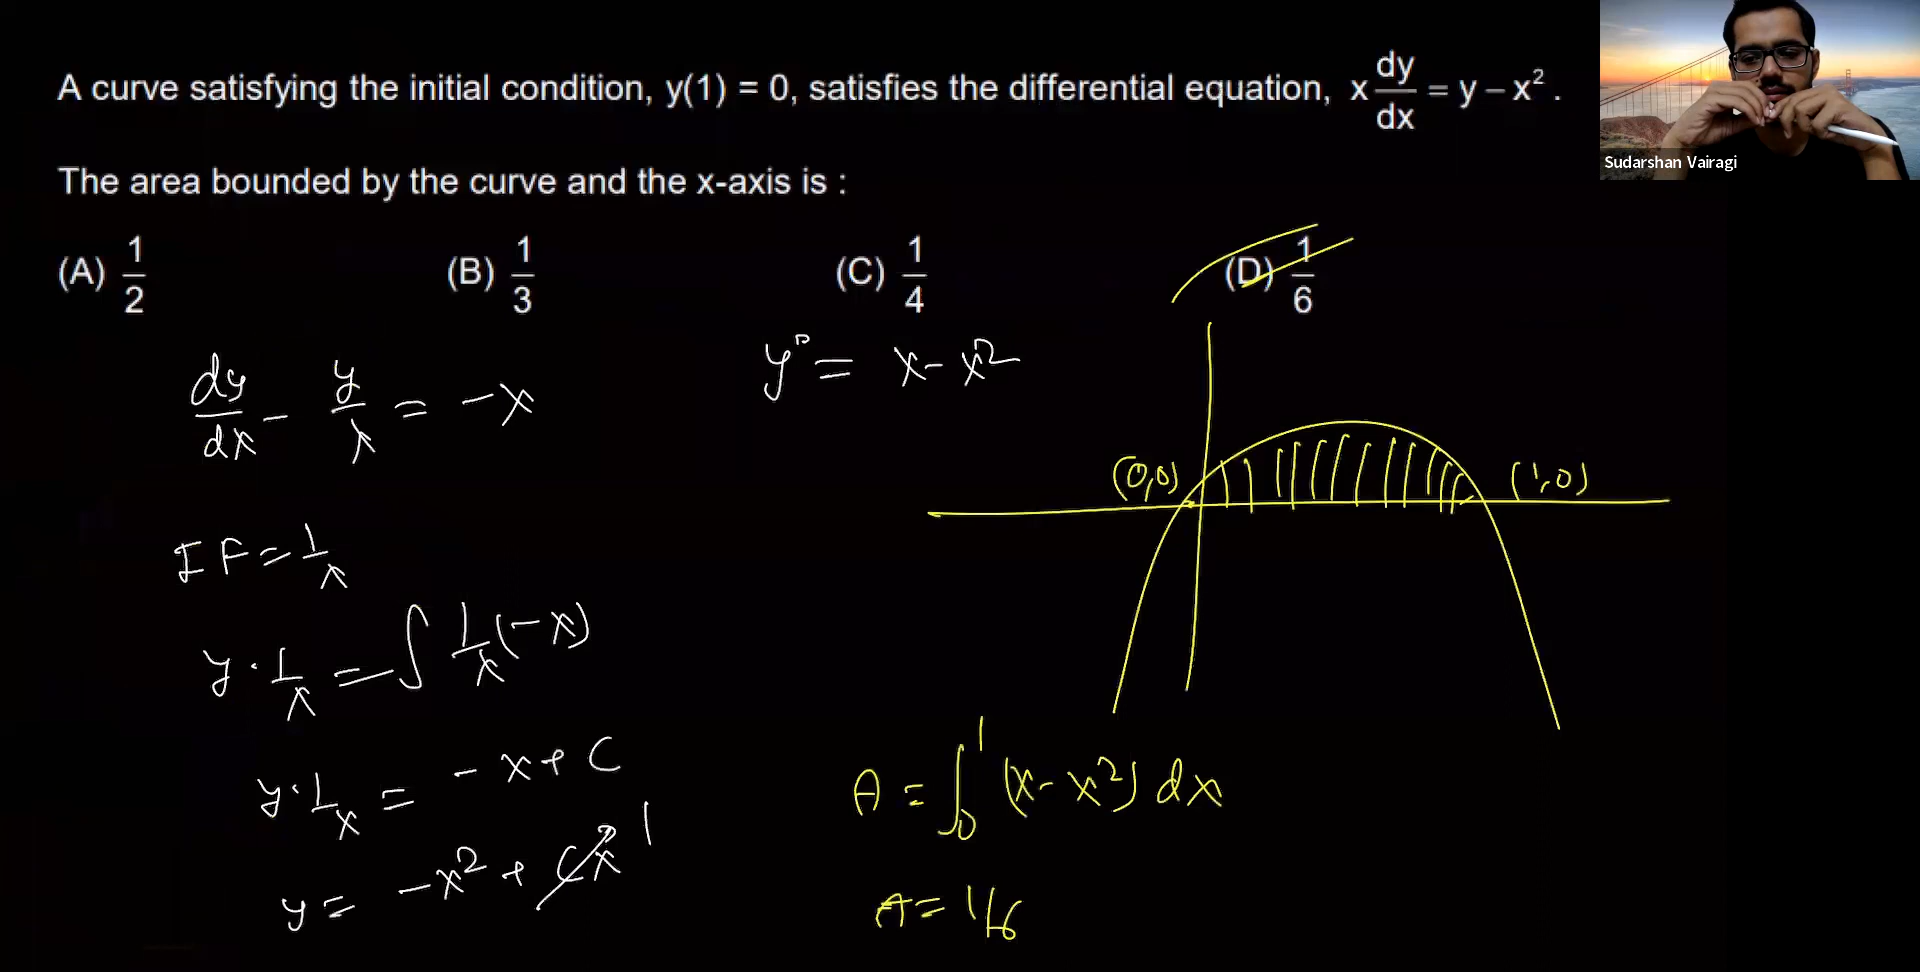 A curve satisfying the initial condition, y(1) = 0, satisfies the differential equation, x dy/dx = y – x² .
Sudarshan Vairagi
The area bounded by the curve and the x-axis is :
(A) 1/2 (B) 1/3 (C) 1/4 (D) 1/6
dy/dx - y/x = -x
y = x - x²
(0,0) (1,0)
IF = 1/x
y · 1/x = ∫ 1/x (-x)
y · 1/x = - x + C
y = -x² + Cx 1
A = ∫₀¹ (x - x²) dx
A = 1/6